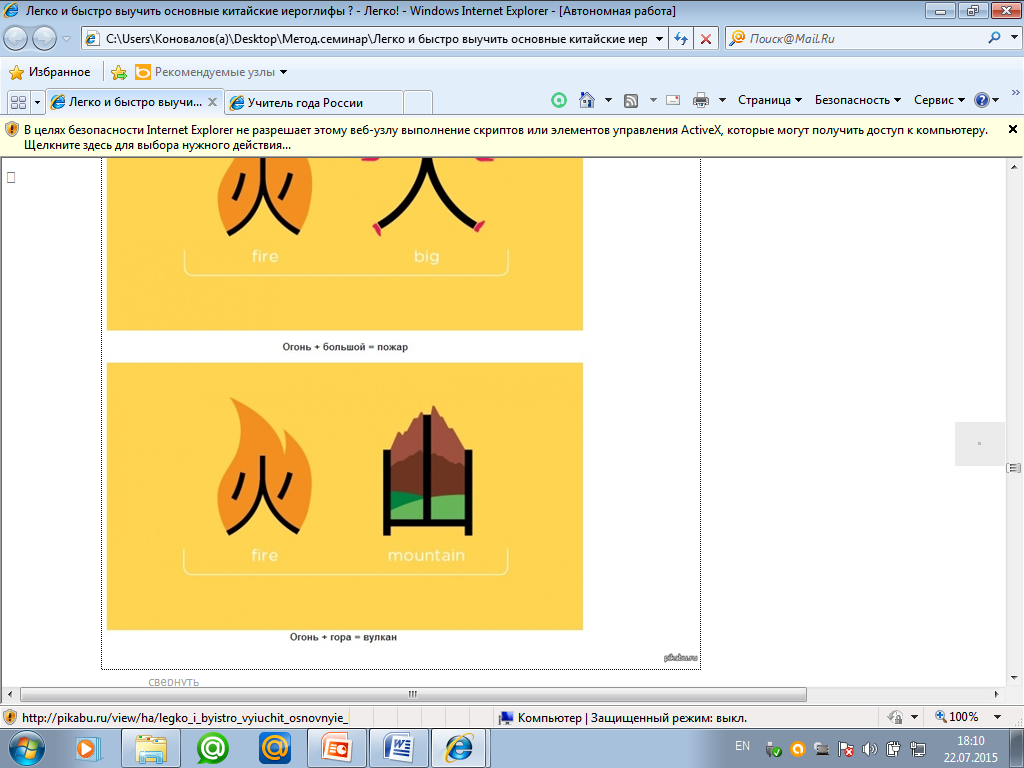 Легко и быстро выучить основные китайские иероглифы ? - Легко! - Windows Internet Explorer - [Автономная работа]
C:\Users\Коновалов(а)\Desktop\Метод.семинар\Легко и быстро выучить основные китайские иер
Поиск@Mail.Ru
Избранное
Рекомендуемые узлы
Легко и быстро выучи...
Учитель года России
Страница
Безопасность
Сервис
В целях безопасности Internet Explorer не разрешает этому веб-узлу выполнение скриптов или элементов управления ActiveX, которые могут получить доступ к компьютеру.
Щелкните здесь для выбора нужного действия...
火
fire
big
Огонь + большой = пожар
火 山
fire
mountain
Огонь + гора = вулкан
pikabu.ru
свернуть
http://pikabu.ru/view/ha/legko_i_byistro_vyiuchit_osnovnyie_
Компьютер | Защищенный режим: выкл.
100%
EN
18:10
22.07.2015